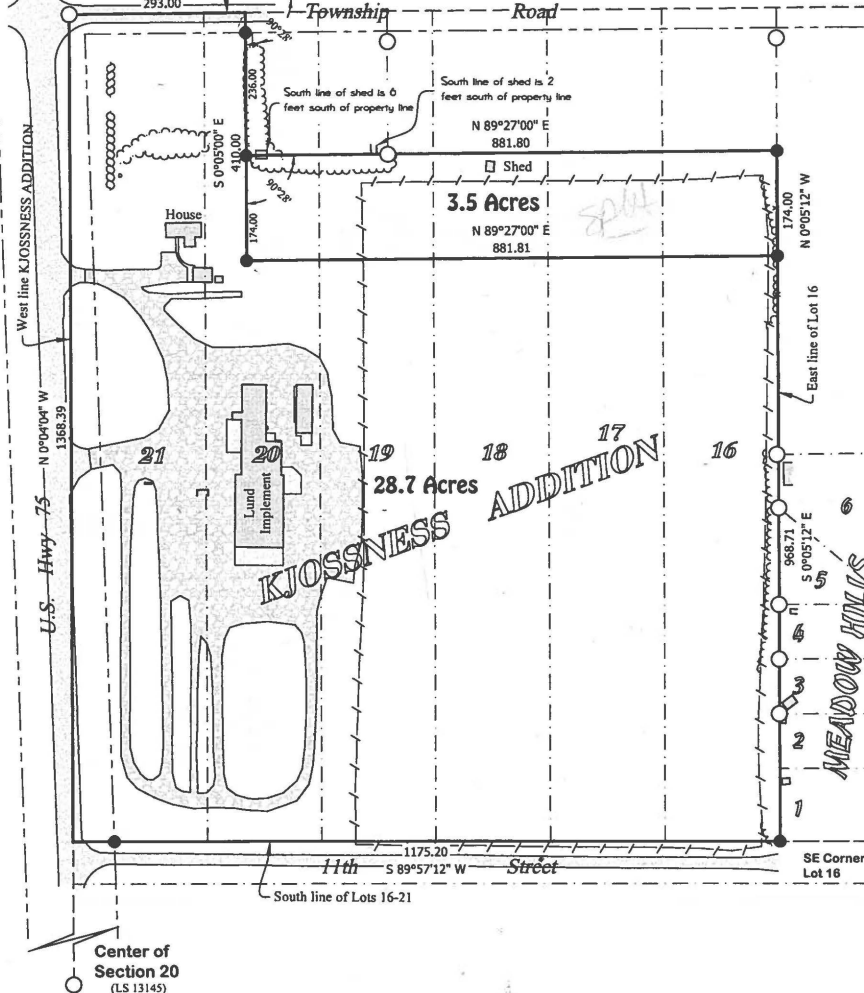 293.00
Township Road
90°28'
236.00
South line of shed is 6
feet south of property line
South line of shed is 2
feet south of property line
N 89°27'00" E
881.80
S 0°05'00" E
410.00
90°28'
Shed
3.5 Acres
split
174.00
N 0°05'12" W
N 89°27'00" E
881.81
174.00
House
West line KJOSSNESS ADDITION
East line of Lot 16
N 0°04'04" W
1368.39
U.S. Hwy 75
21
20
19
18
17
16
28.7 Acres
KJOSSNESS ADDITION
Lund
Implement
968.71
S 0°05'12" E
6
5
4
3
2
1
MEADOW HILLS
1175.20
11th Street
S 89°57'12" W
SE Corner
Lot 16
South line of Lots 16-21
Center of
Section 20
(LS 13145)